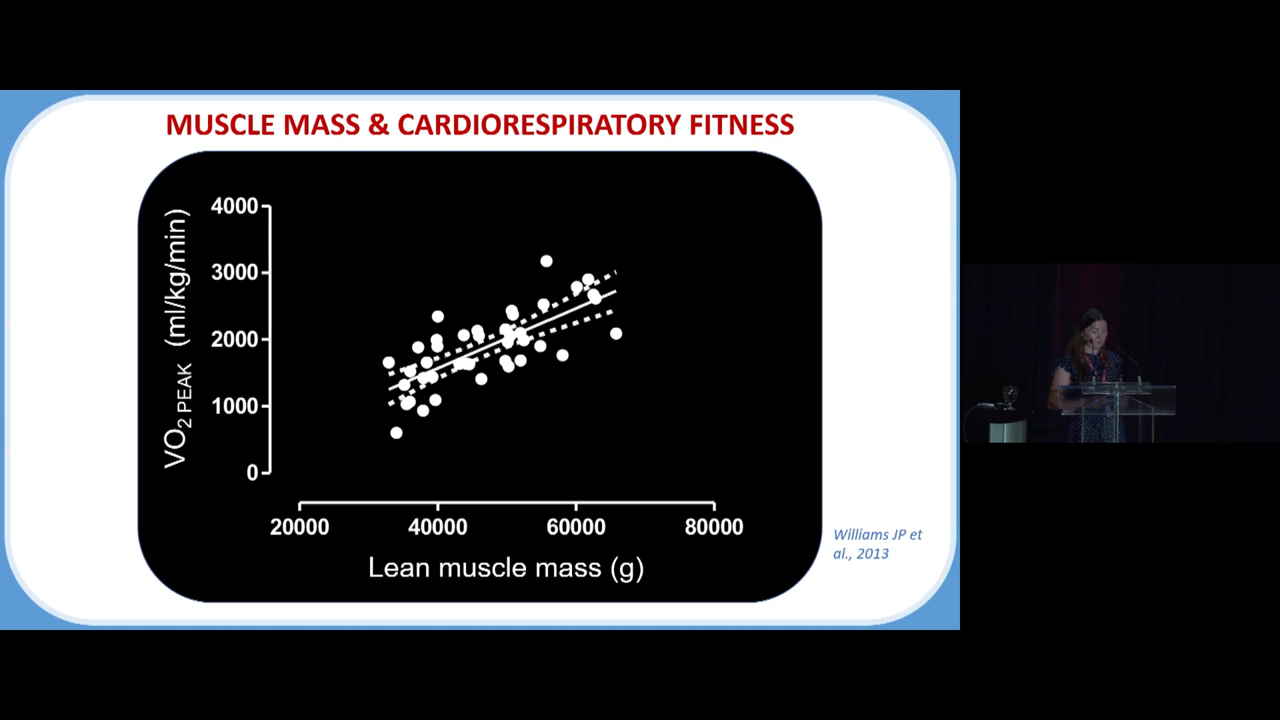 MUSCLE MASS & CARDIORESPIRATORY FITNESS
VO2 PEAK (ml/kg/min)
4000
3000
2000
1000
0
20000 40000 60000 80000
Lean muscle mass (g)
Williams JP et
al., 2013